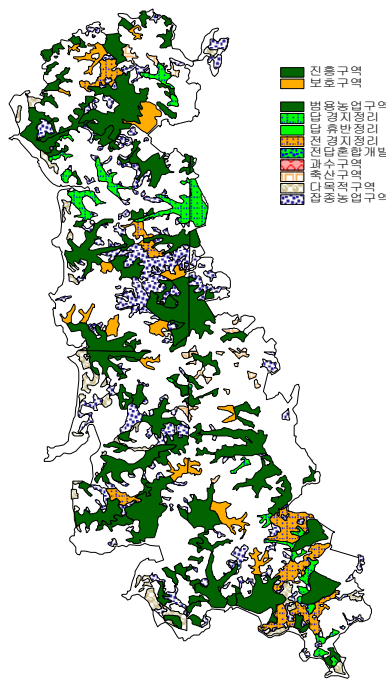 진흥구역
보호구역
범용농업구역
답 경지정리
답 휴반정리
전 경지정리
전답혼합개발
과수구역
축산구역
다목적구역
잡종농업구역